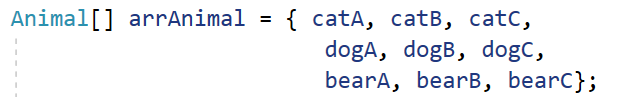 Animal[] arrAnimal = { catA, catB, catC,
dogA, dogB, dogC,
bearA, bearB, bearC};